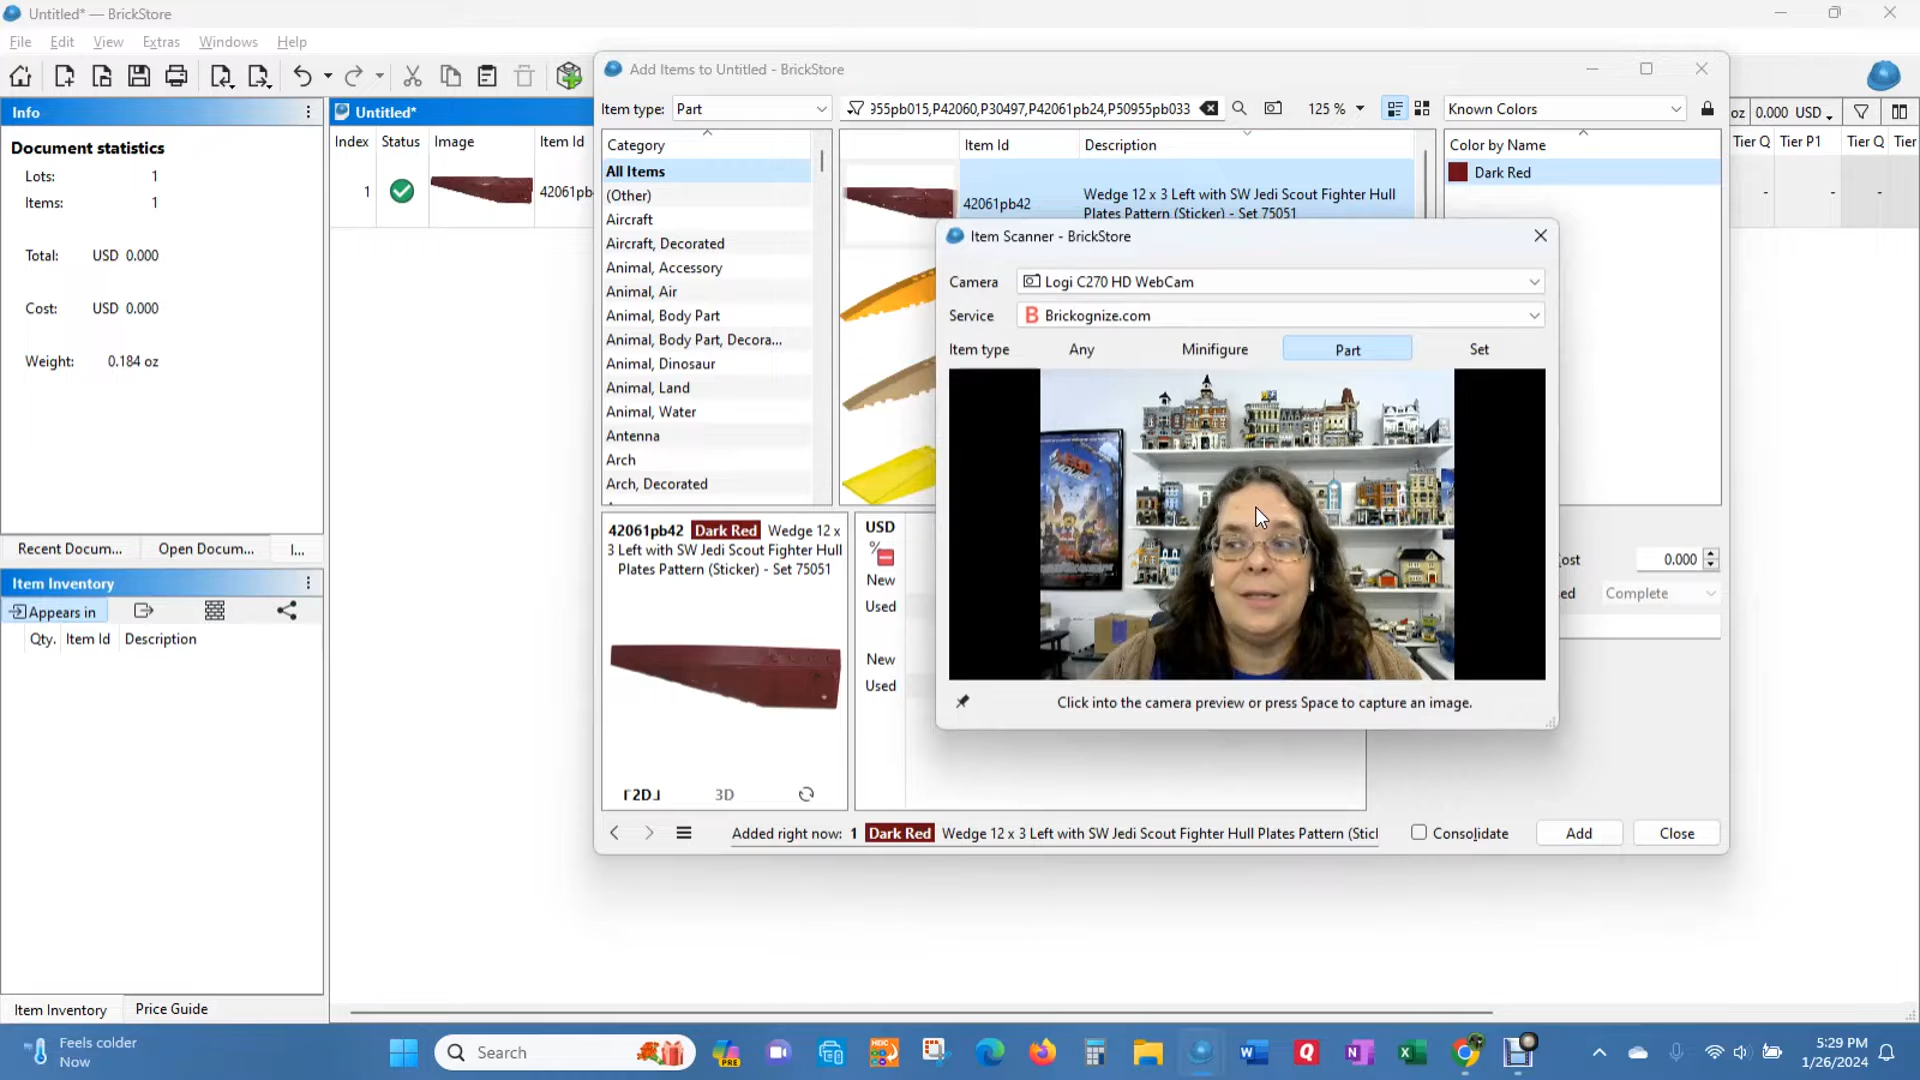 Untitled* — BrickStore
File Edit View Extras Windows Help
Add Items to Untitled - BrickStore
Item type: Part
?55pb015,P42060,P30497,P42061pb24,P50955pb033
125 %
Known Colors
oz 0.000 USD
Info
Untitled*
Index Status Image Item Id
Tier Q Tier P1 Tier Q Tier
Document statistics
Lots: 1
Items: 1
Total: USD 0.000
Cost: USD 0.000
Weight: 0.184 oz
1 42061pb-
Category
All Items
(Other)
Aircraft
Aircraft, Decorated
Animal, Accessory
Animal, Air
Animal, Body Part
Animal, Body Part, Decora...
Animal, Dinosaur
Animal, Land
Animal, Water
Antenna
Arch
Arch, Decorated
Item Id Description
42061pb42 Wedge 12 x 3 Left with SW Jedi Scout Fighter Hull
Plates Pattern (Sticker) - Set 75051
Color by Name
Dark Red
Item Scanner - BrickStore
Camera Logi C270 HD WebCam
Service B Brickognize.com
Item type Any Minifigure Part Set
Click into the camera preview or press Space to capture an image.
Recent Docum... Open Docum... I...
Item Inventory
Appears in
Qty. Item Id Description
42061pb42 Dark Red Wedge 12 x
3 Left with SW Jedi Scout Fighter Hull
Plates Pattern (Sticker) - Set 75051
2D 3D
USD
%
New
Used
New
Used
ost 0.000
ed Complete
Added right now: 1 Dark Red Wedge 12 x 3 Left with SW Jedi Scout Fighter Hull Plates Pattern (Sticl
Consolidate Add Close
Item Inventory Price Guide
Feels colder
Now
Search
PRE
5:29 PM
1/26/2024